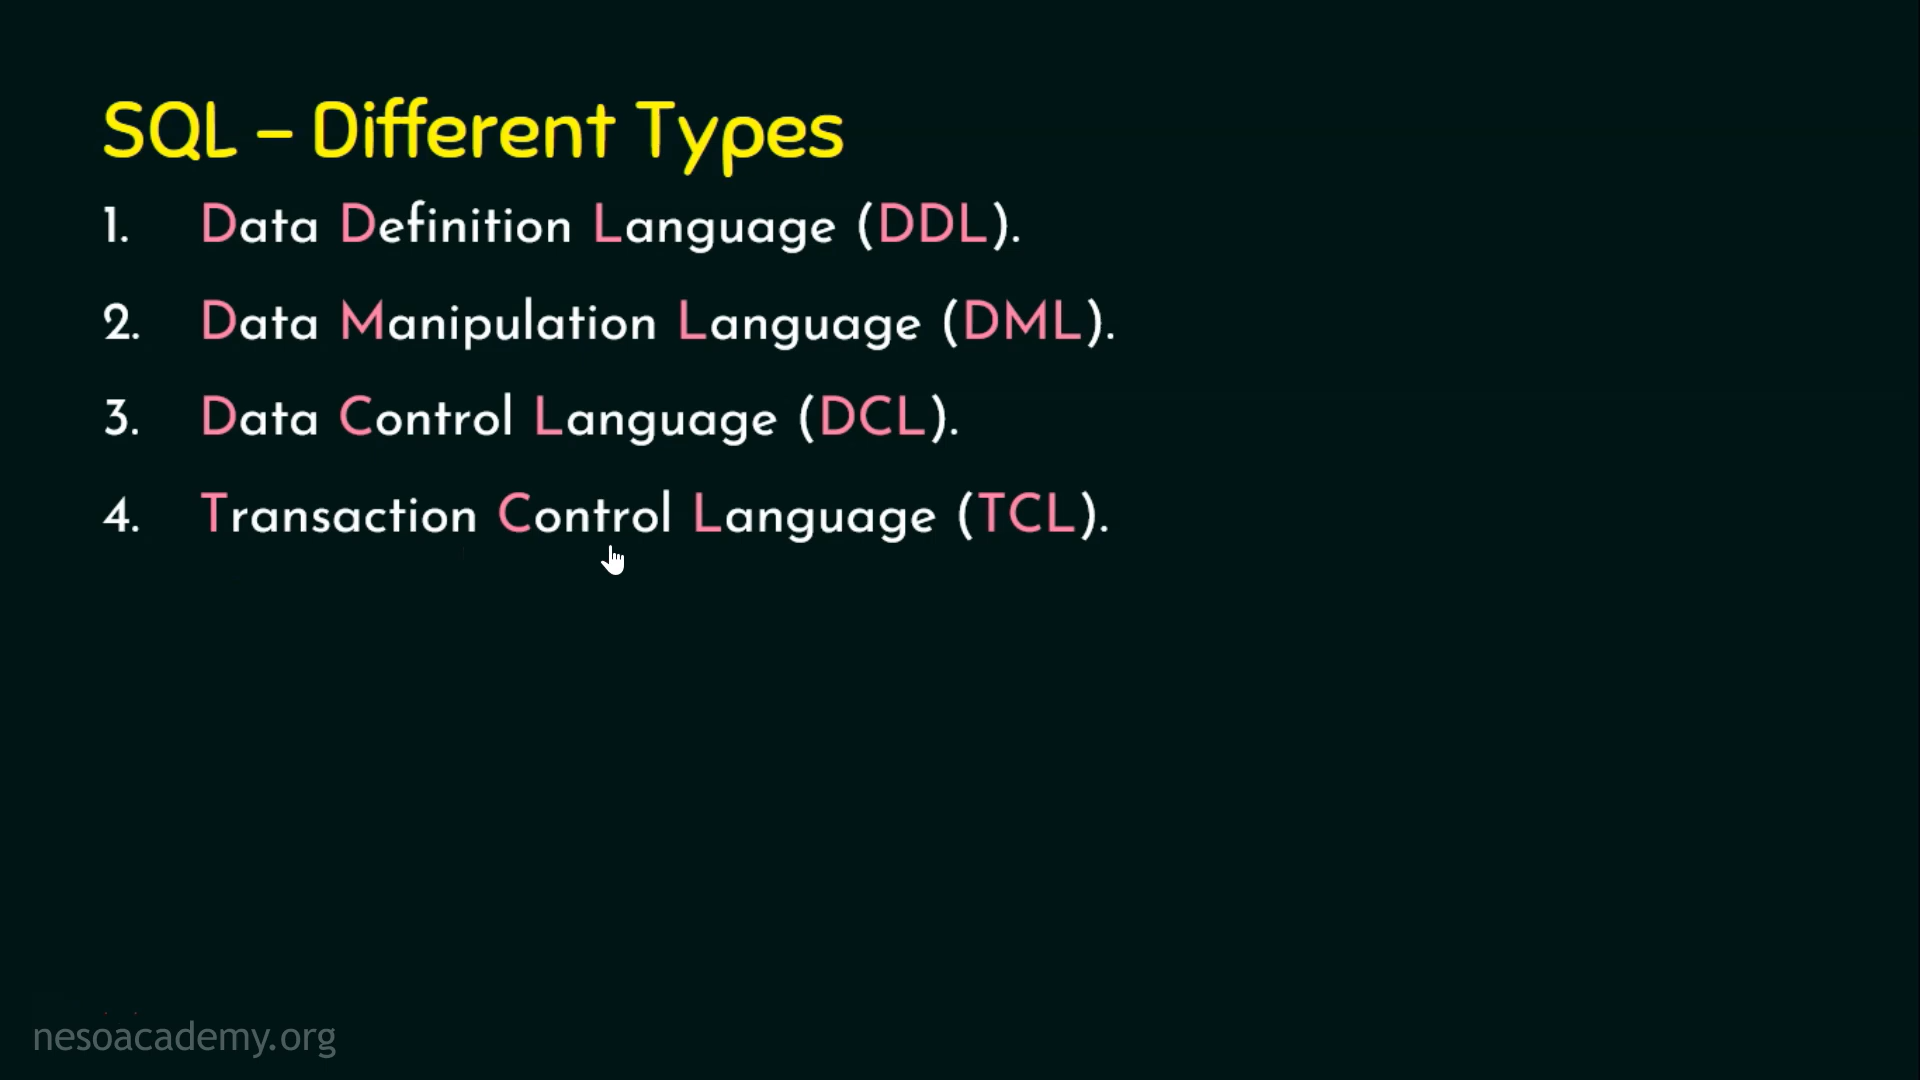 SQL – Different Types
1. Data Definition Language (DDL).
2. Data Manipulation Language (DML).
3. Data Control Language (DCL).
4. Transaction Control Language (TCL).
nesoacademy.org